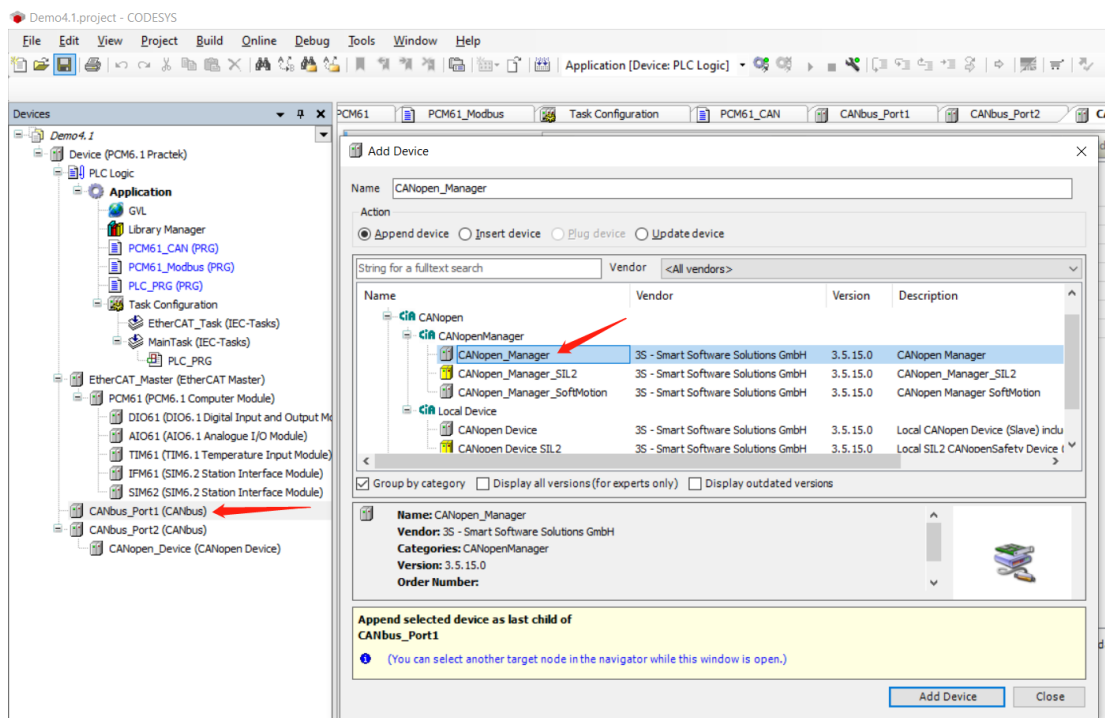 Demo4.1.project - CODESYS
File Edit View Project Build Online Debug Tools Window Help
Application [Device: PLC Logic]
Devices
PCM61_Modbus
Task Configuration
PCM61_CAN
CANbus_Port1
CANbus_Port2
Demo4.1
Device (PCM6.1 Practek)
PLC Logic
Application
GVL
Library Manager
PCM61_CAN (PRG)
PCM61_Modbus (PRG)
PLC_PRG (PRG)
Task Configuration
EtherCAT_Task (IEC-Tasks)
MainTask (IEC-Tasks)
PLC_PRG
EtherCAT_Master (EtherCAT Master)
PCM61 (PCM6.1 Computer Module)
DIO61 (DIO6.1 Digital Input and Output
AIO61 (AIO6.1 Analogue I/O Module)
TIM61 (TIM6.1 Temperature Input Module)
IFM61 (SIM6.2 Station Interface Module)
SIM62 (SIM6.2 Station Interface Module)
CANbus_Port1 (CANbus)
CANbus_Port2 (CANbus)
CANopen_Device (CANopen Device)
Add Device
Name CANopen_Manager
Action
Append device Insert device Plug device Update device
String for a fulltext search Vendor <All vendors>
Name Vendor Version Description
CiA CANopen
CiA CANopenManager
CANopen_Manager 3S - Smart Software Solutions GmbH 3.5.15.0 CANopen Manager
CANopen_Manager_SIL2 3S - Smart Software Solutions GmbH 3.5.15.0 CANopen_Manager_SIL2
CANopen_Manager_SoftMotion 3S - Smart Software Solutions GmbH 3.5.15.0 CANopen Manager SoftMotion
CiA Local Device
CANopen Device 3S - Smart Software Solutions GmbH 3.5.15.0 Local CANopen Device (Slave) inclu
CANopen Device SIL2 3S - Smart Software Solutions GmbH 3.5.15.0 Local SIL2 CANopenSafety Device (
Group by category Display all versions (for experts only) Display outdated versions
Name: CANopen_Manager
Vendor: 3S - Smart Software Solutions GmbH
Categories: CANopenManager
Version: 3.5.15.0
Order Number:
Append selected device as last child of
CANbus_Port1
(You can select another target node in the navigator while this window is open.)
Add Device Close